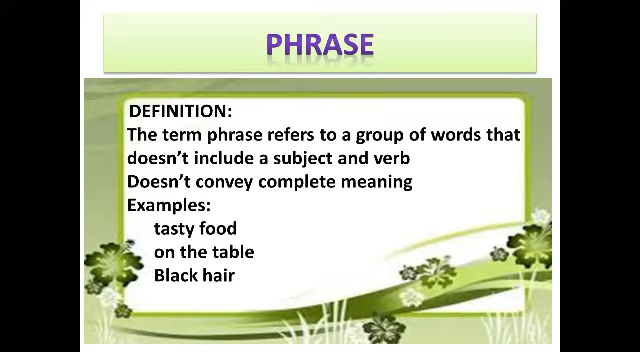 PHRASE
DEFINITION:
The term phrase refers to a group of words that
doesn't include a subject and verb
Doesn't convey complete meaning
Examples:
tasty food
on the table
Black hair